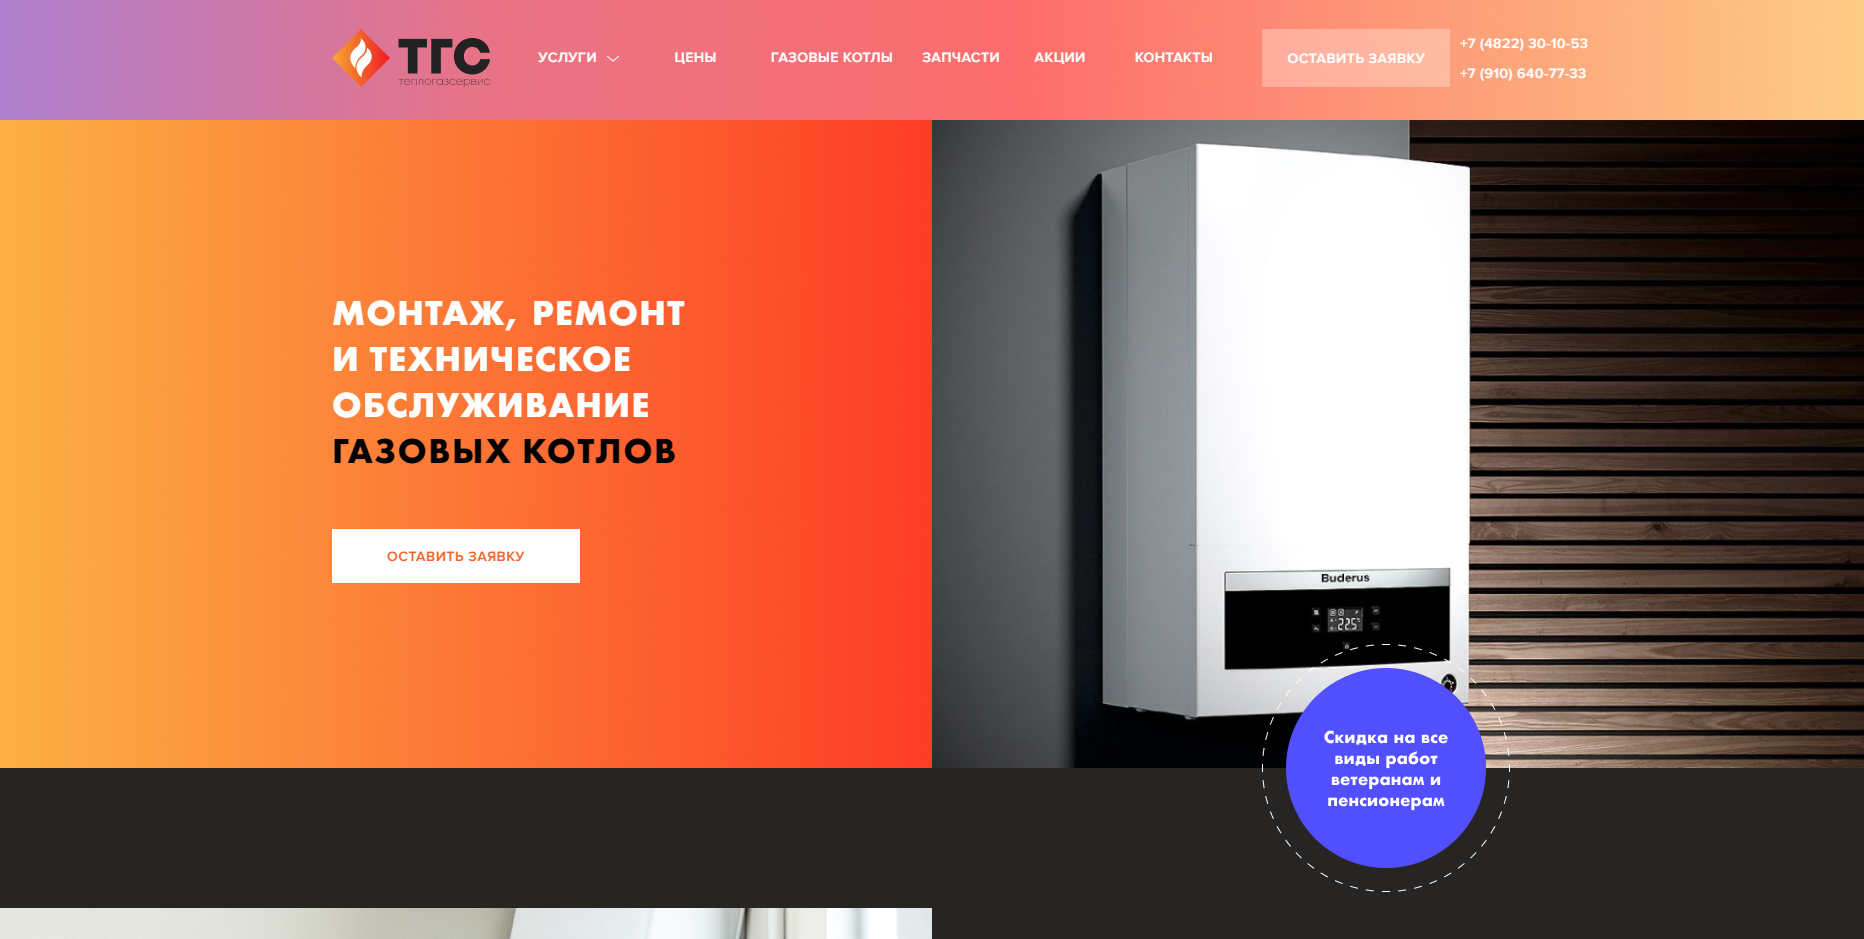 ТГС
теплогазсервис
УСЛУГИ
ЦЕНЫ
ГАЗОВЫЕ КОТЛЫ
ЗАПЧАСТИ
АКЦИИ
КОНТАКТЫ
ОСТАВИТЬ ЗАЯВКУ
+7 (4822) 30-10-53
+7 (910) 640-77-33
МОНТАЖ, РЕМОНТ
И ТЕХНИЧЕСКОЕ
ОБСЛУЖИВАНИЕ
ГАЗОВЫХ КОТЛОВ
ОСТАВИТЬ ЗАЯВКУ
Buderus
22.5
Скидка на все
виды работ
ветеранам и
пенсионерам